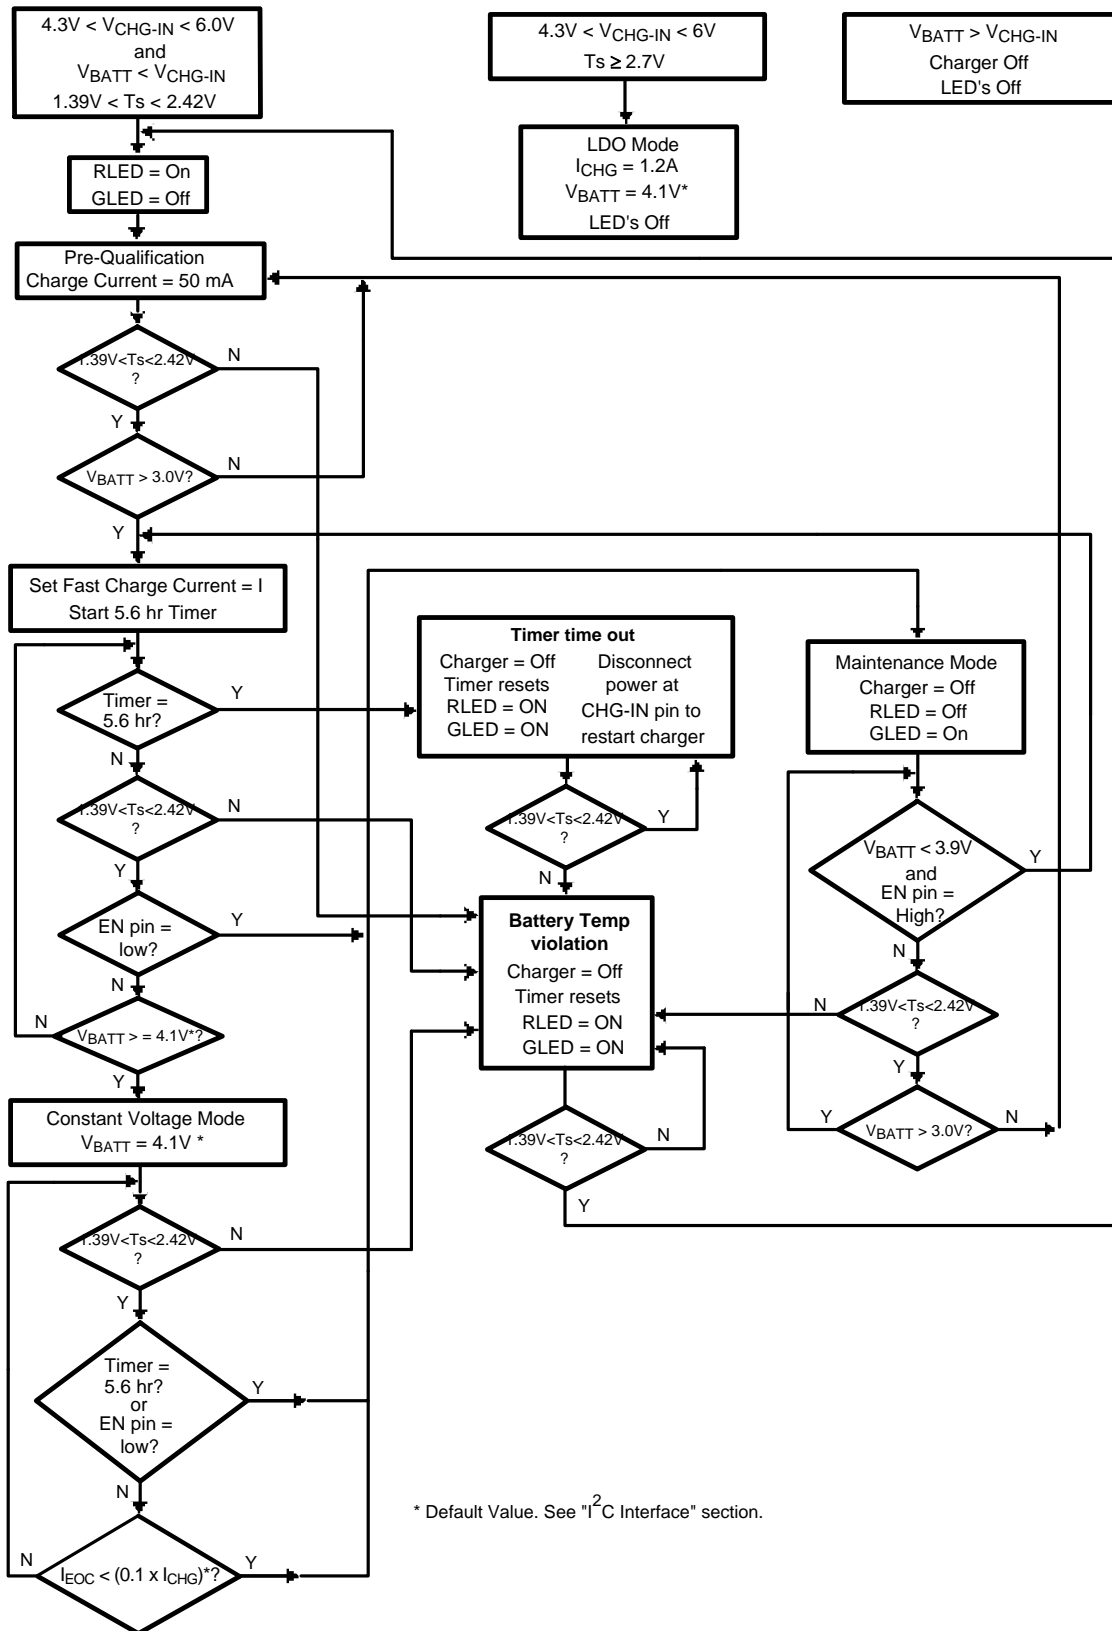 4.3V < VCHG-IN < 6.0V
and
VBATT < VCHG-IN
1.39V < Ts < 2.42V
4.3V < VCHG-IN < 6V
Ts ≥ 2.7V
VBATT > VCHG-IN
Charger Off
LED's Off
LDO Mode
ICHG = 1.2A
VBATT = 4.1V*
LED's Off
RLED = On
GLED = Off
Pre-Qualification
Charge Current = 50 mA
1.39V<Ts<2.42V
?
N
Y
VBATT > 3.0V?
N
Y
Set Fast Charge Current = I
Start 5.6 hr Timer
Timer =
5.6 hr?
Y
N
1.39V<Ts<2.42V
?
N
Y
EN pin =
low?
Y
N
VBATT > = 4.1V*?
N
Y
Constant Voltage Mode
VBATT = 4.1V *
1.39V<Ts<2.42V
?
N
Y
Timer =
5.6 hr?
or
EN pin =
low?
Y
N
IEOC < (0.1 x ICHG)*?
N
Y
Timer time out
Charger = Off
Timer resets
RLED = ON
GLED = ON
Disconnect
power at
CHG-IN pin to
restart charger
1.39V<Ts<2.42V
?
Y
N
Battery Temp
violation
Charger = Off
Timer resets
RLED = ON
GLED = ON
1.39V<Ts<2.42V
?
N
Y
Maintenance Mode
Charger = Off
RLED = Off
GLED = On
VBATT < 3.9V
and
EN pin =
High?
Y
N
1.39V<Ts<2.42V
?
N
Y
VBATT > 3.0V?
Y
N
* Default Value. See "I2C Interface" section.